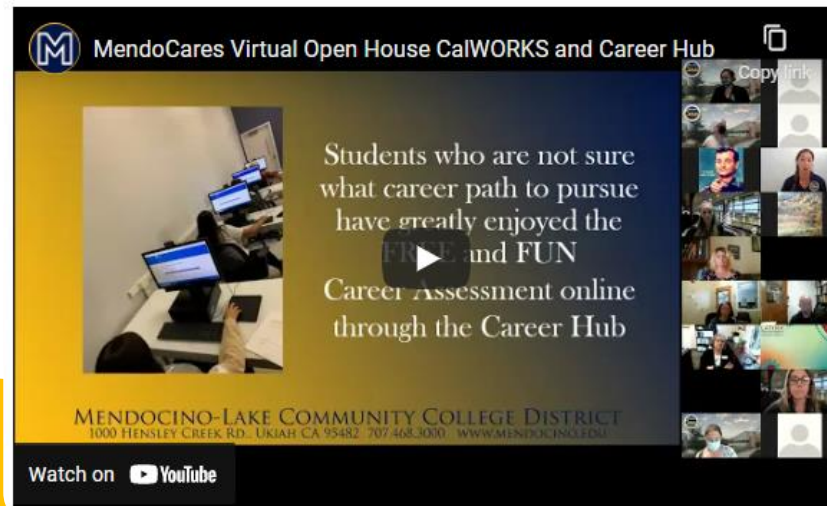 M MendoCares Virtual Open House CalWORKS and Career Hub
Copy link
Students who are not sure
what career path to pursue
have greatly enjoyed the
FREE and FUN
Career Assessment online
through the Career Hub
MENDOCINO-LAKE COMMUNITY COLLEGE DISTRICT
1000 HENSLEY CREEK RD., UKIAH CA 95482 707.468.3000 WWW.MENDOCINO.EDU
Watch on YouTube